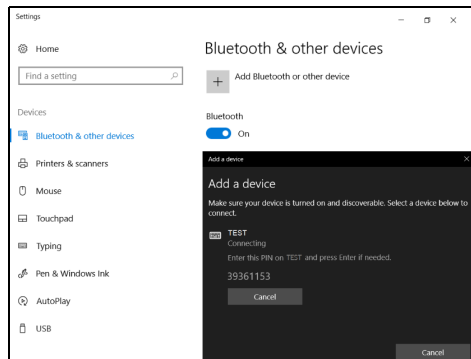 Settings
Home
Find a setting
Devices
Bluetooth & other devices
Printers & scanners
Mouse
Touchpad
Typing
Pen & Windows Ink
AutoPlay
USB
Bluetooth & other devices
Add Bluetooth or other device
Bluetooth
On
Add a device
Add a device
Make sure your device is turned on and discoverable. Select a device below to
connect.
TEST
Connecting
Enter this PIN on TEST and press Enter if needed.
39361153
Cancel
Cancel